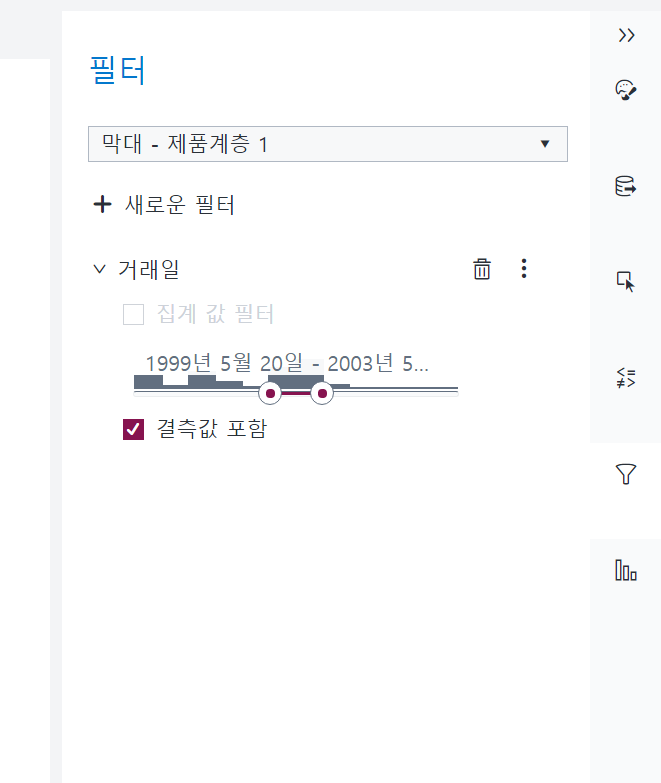 필터
막대 - 제품계층 1
새로운 필터
거래일
집계 값 필터
1999년 5월 20일 - 2003년 5...
결측값 포함